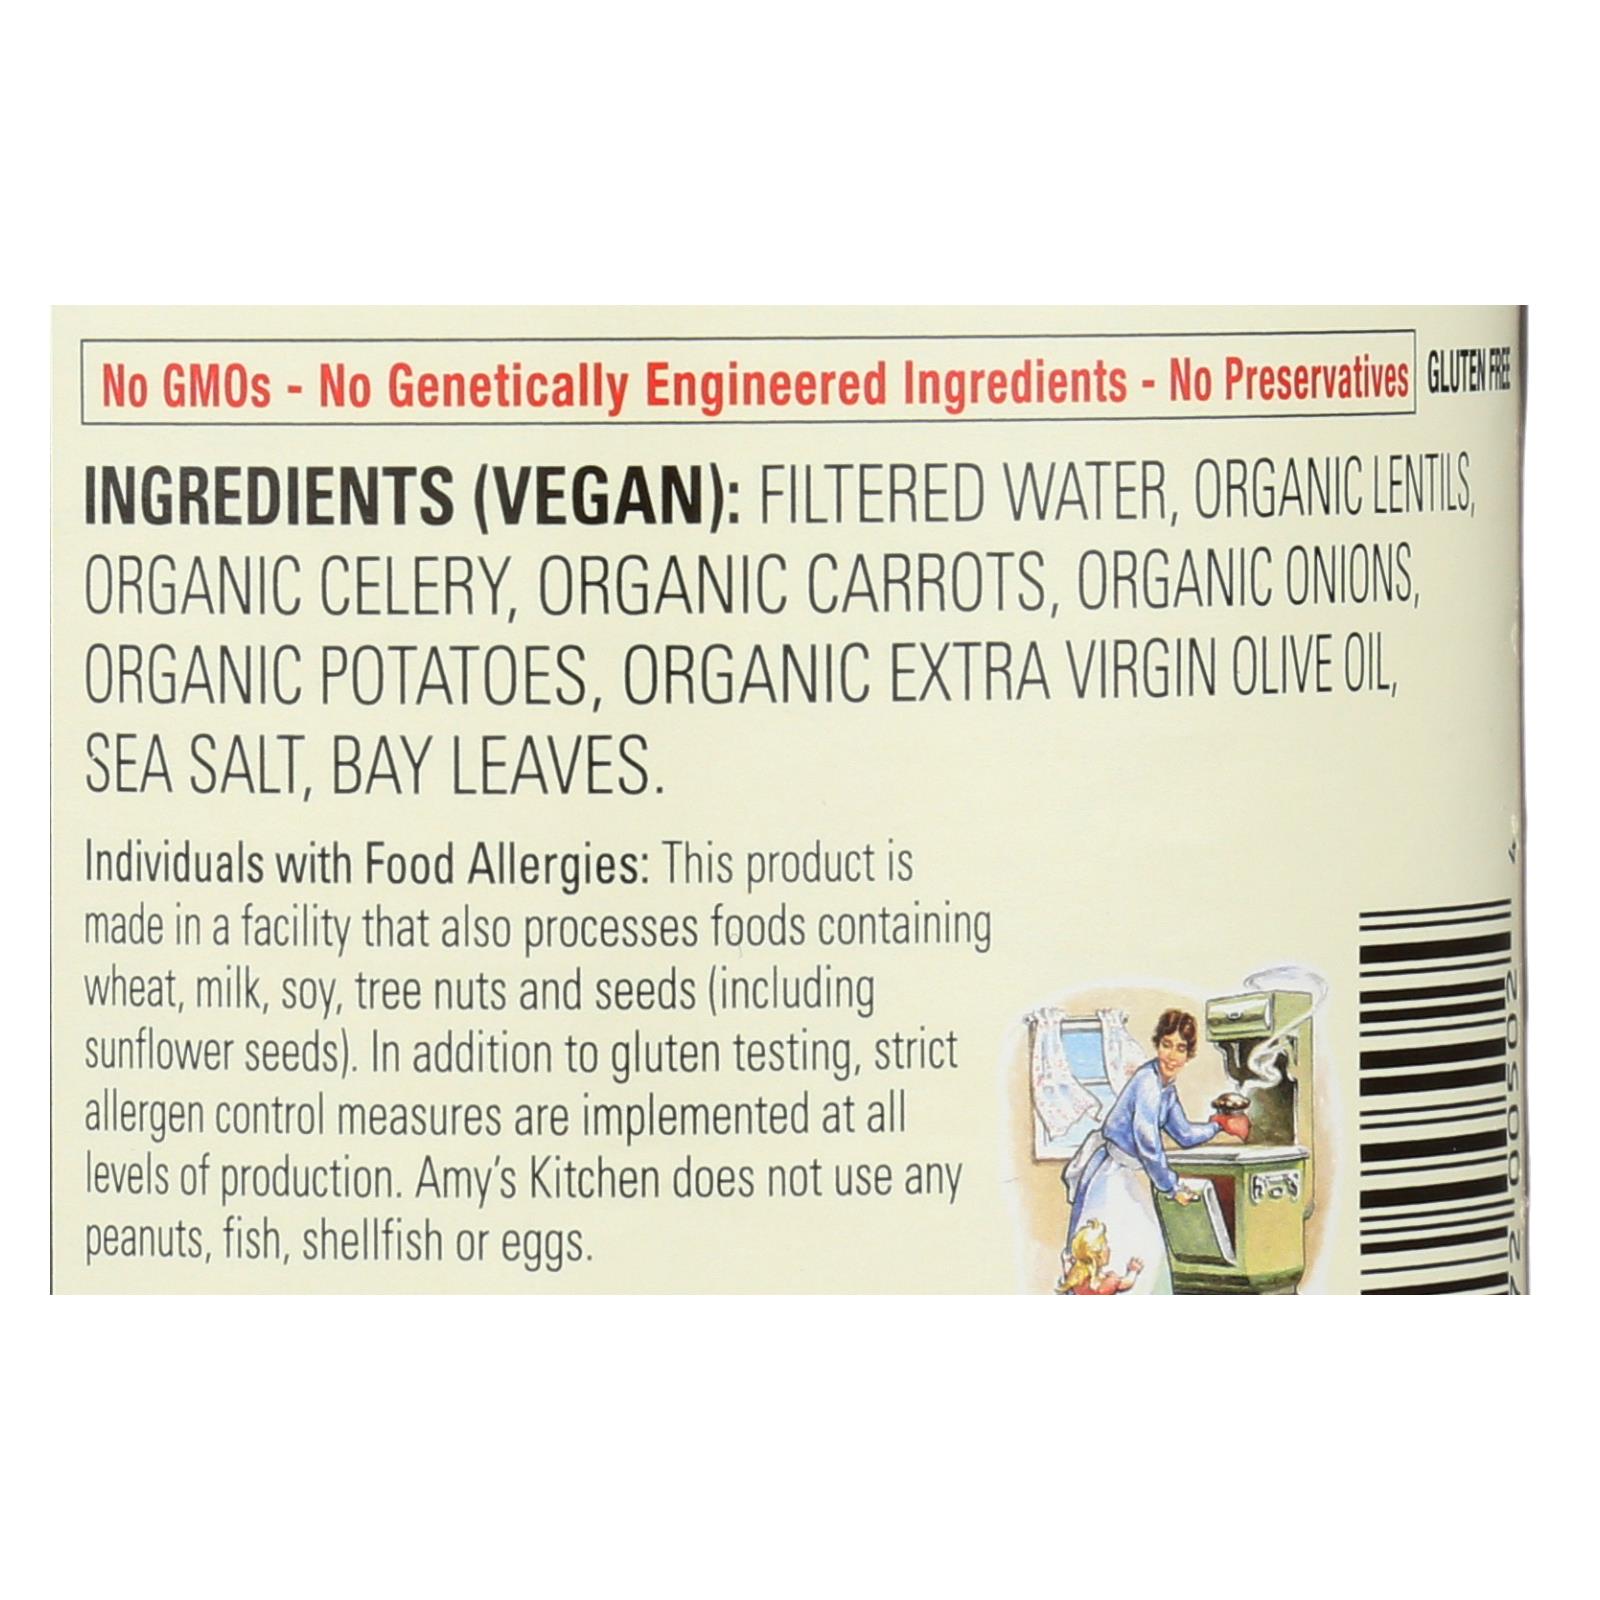 No GMOs - No Genetically Engineered Ingredients - No Preservatives GLUTEN FREE
INGREDIENTS (VEGAN): FILTERED WATER, ORGANIC LENTILS,
ORGANIC CELERY, ORGANIC CARROTS, ORGANIC ONIONS,
ORGANIC POTATOES, ORGANIC EXTRA VIRGIN OLIVE OIL,
SEA SALT, BAY LEAVES.
Individuals with Food Allergies: This product is
made in a facility that also processes foods containing
wheat, milk, soy, tree nuts and seeds (including
sunflower seeds). In addition to gluten testing, strict
allergen control measures are implemented at all
levels of production. Amy's Kitchen does not use any
peanuts, fish, shellfish or eggs.
72 00502